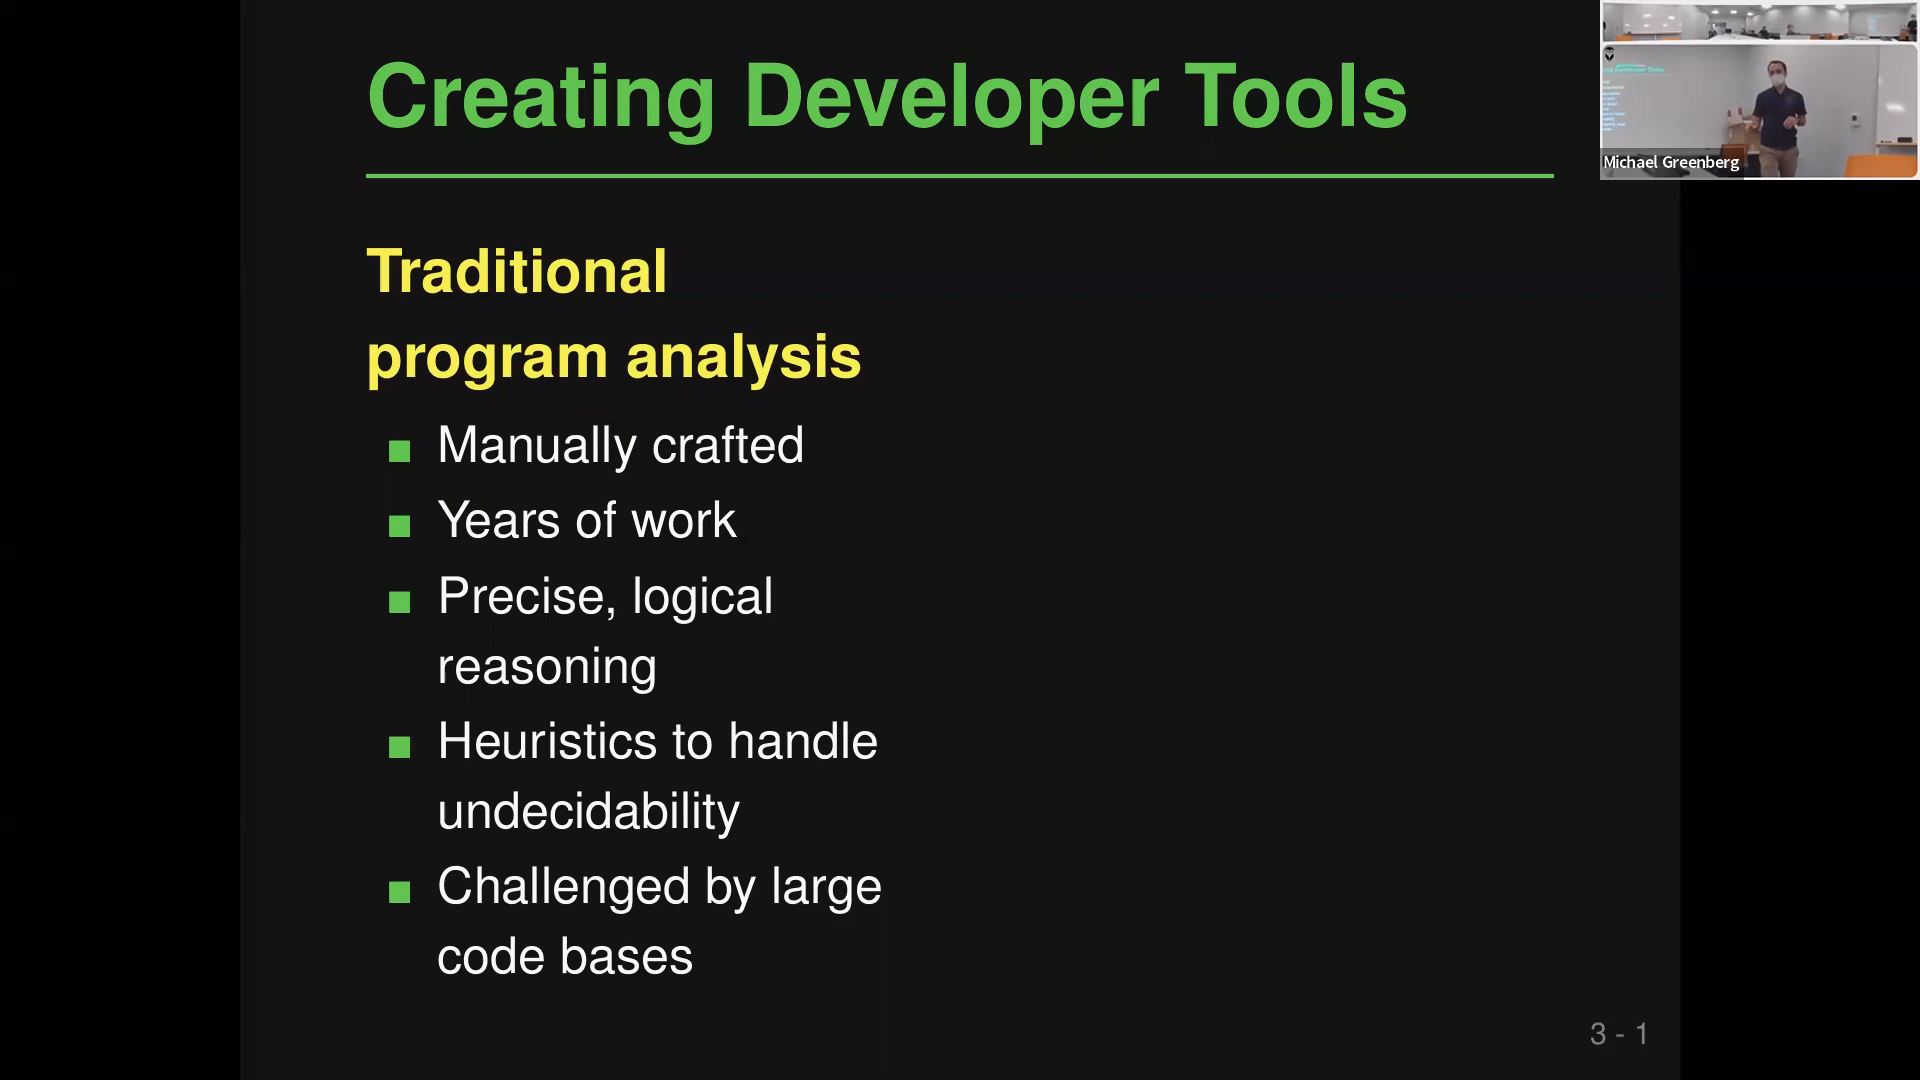 Creating Developer Tools
Michael Greenberg
Traditional
program analysis
Manually crafted
Years of work
Precise, logical
reasoning
Heuristics to handle
undecidability
Challenged by large
code bases
3 - 1